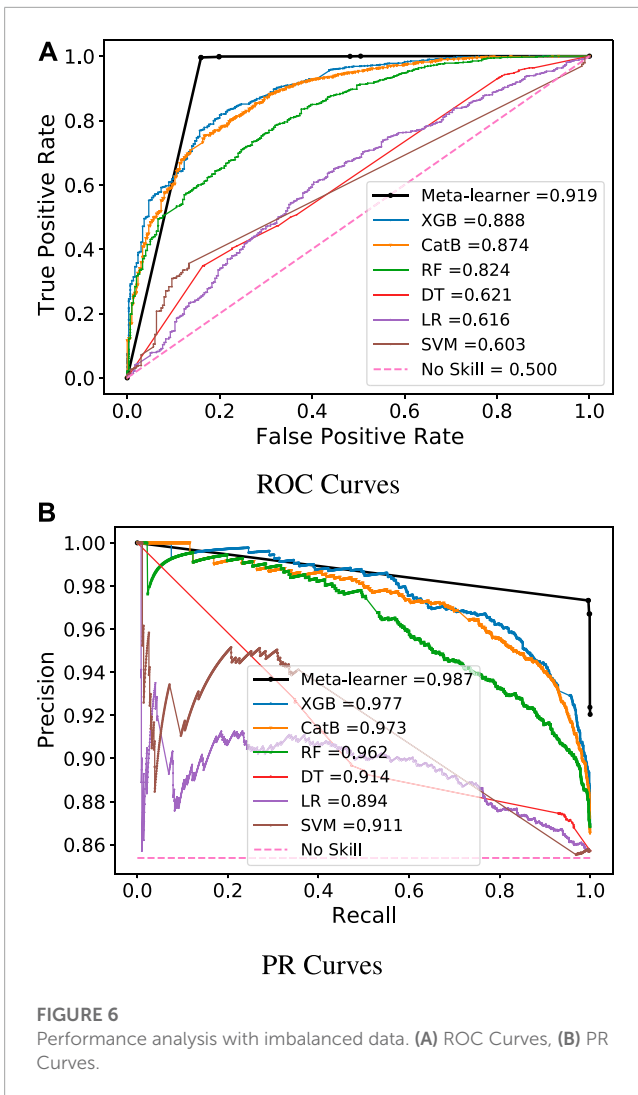 A
1.0
0.8
0.6
0.4
0.2
0.0
True Positive Rate
Meta-learner =0.919
XGB=0.888
CatB=0.874
RF=0.824
DT=0.621
LR=0.616
SVM=0.603
No Skill = 0.500
0.0 0.2 0.4 0.6 0.8 1.0
False Positive Rate
ROC Curves
B
1.00
0.98
0.96
0.94
0.92
0.90
0.88
0.86
Precision
Meta-learner =0.987
XGB =0.977
CatB =0.973
RF =0.962
DT =0.914
LR =0.894
SVM =0.911
No Skill
0.0 0.2 0.4 0.6 0.8 1.0
Recall
PR Curves
FIGURE 6
Performance analysis with imbalanced data. (A) ROC Curves, (B) PR
Curves.